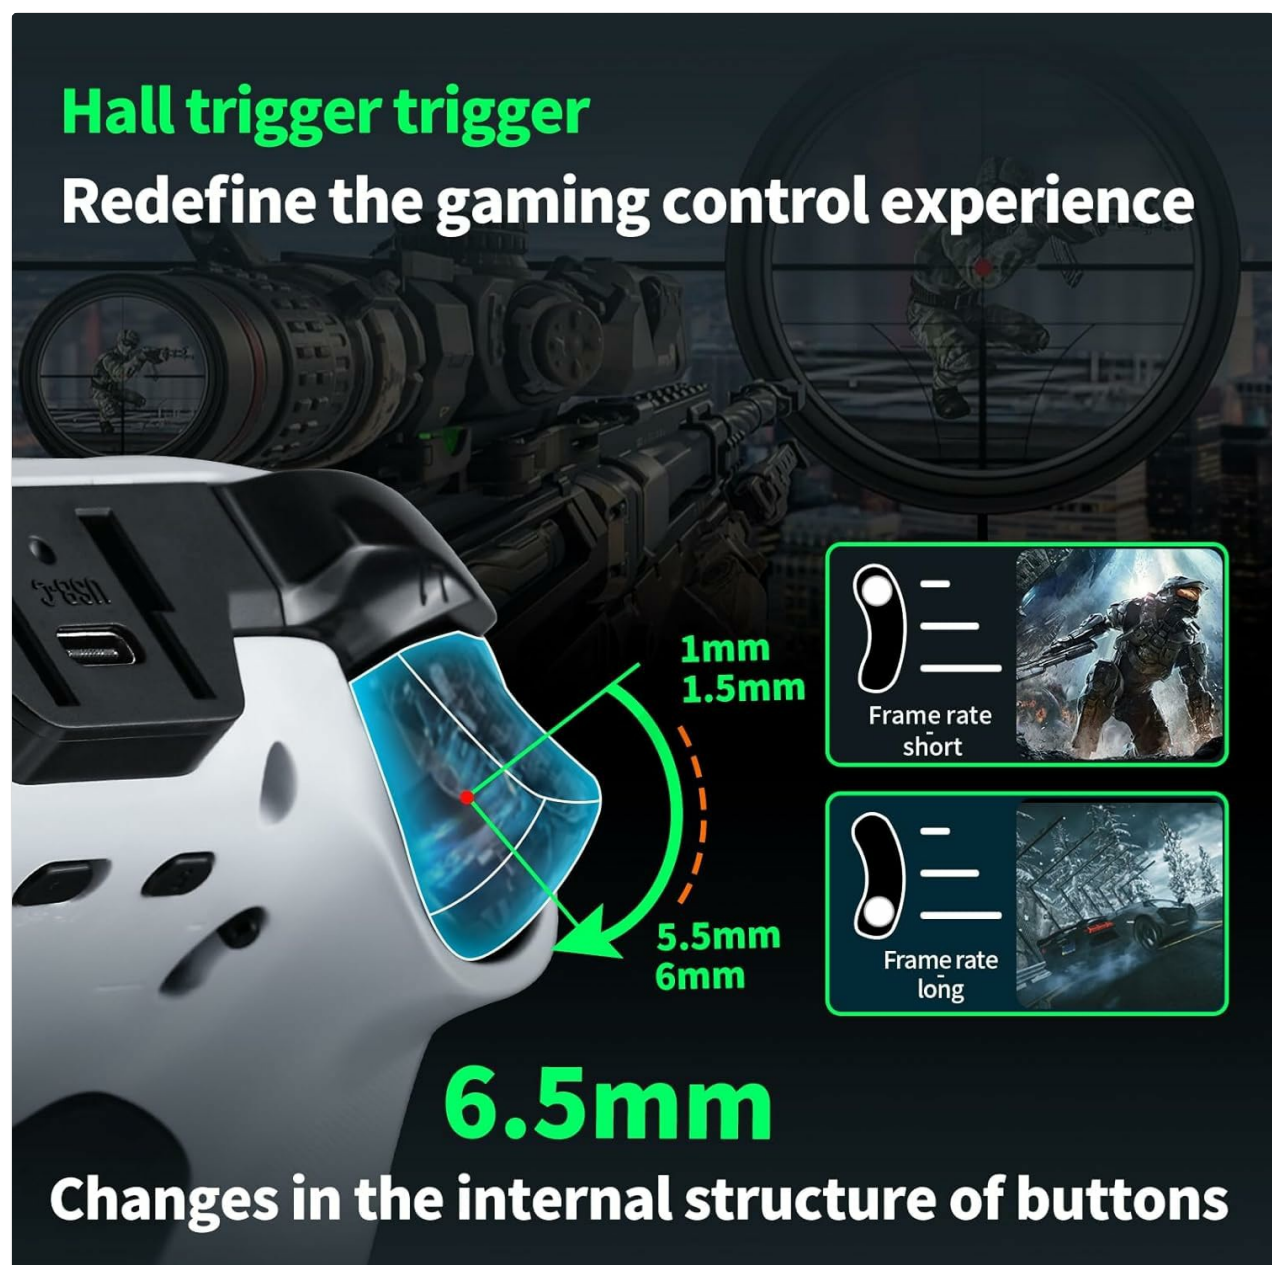 Hall trigger trigger
Redefine the gaming control experience
USB-C
1mm
1.5mm
Frame rate
-
short
5.5mm
6mm
Frame rate
-
long
6.5mm
Changes in the internal structure of buttons